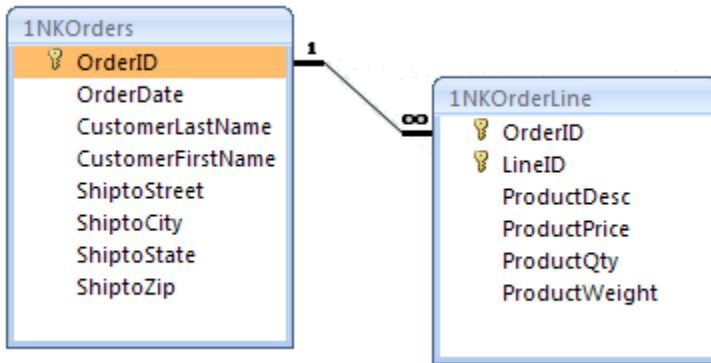 1NKOrders
OrderID
OrderDate
CustomerLastName
CustomerFirstName
ShiptoStreet
ShiptoCity
ShiptoState
ShiptoZip
1
∞
1NKOrderLine
OrderID
LineID
ProductDesc
ProductPrice
ProductQty
ProductWeight